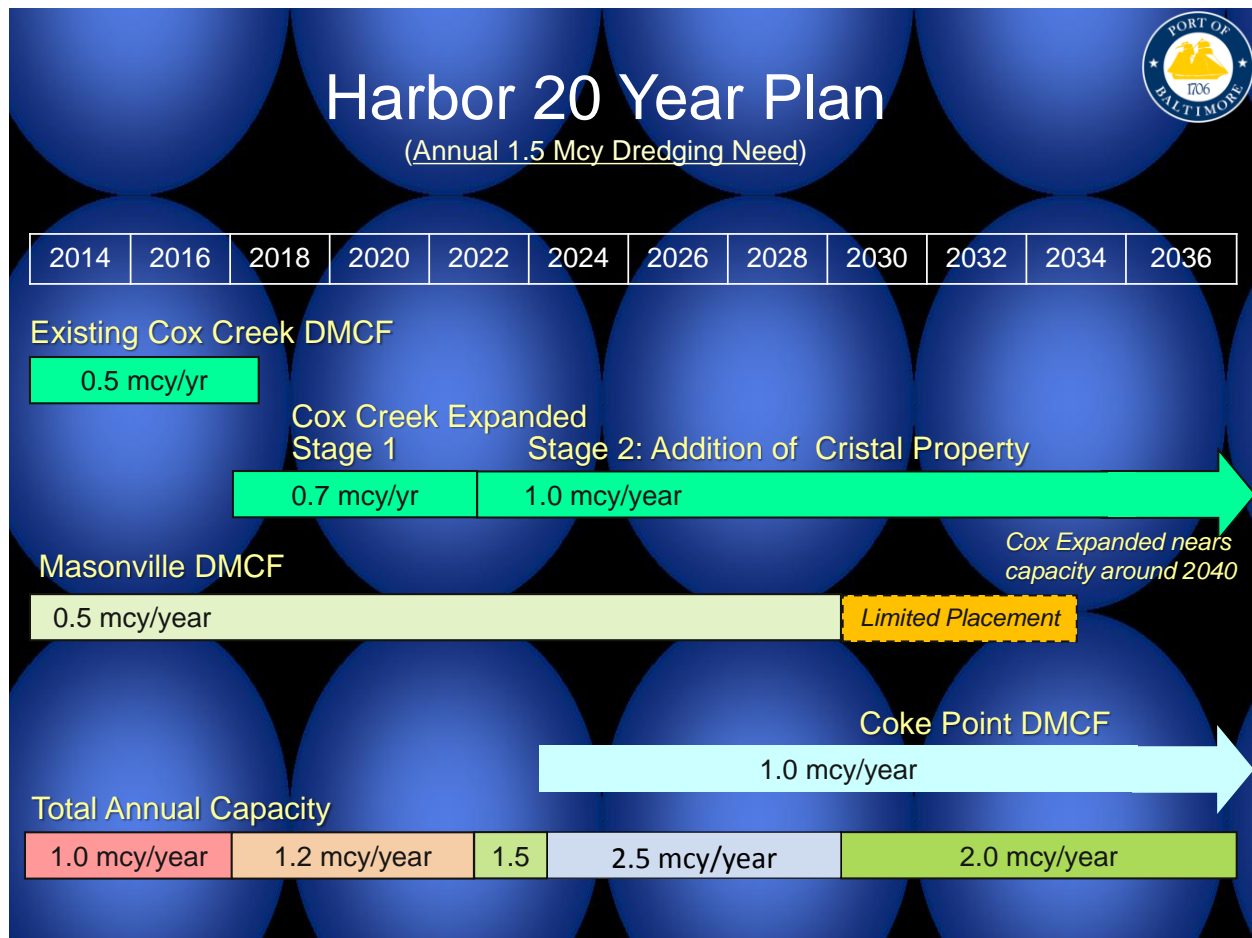 PORT OF
1706
BALTIMORE
Harbor 20 Year Plan
(Annual 1.5 Mcy Dredging Need)
2014 2016 2018 2020 2022 2024 2026 2028 2030 2032 2034 2036
Existing Cox Creek DMCF
0.5 mcy/yr
Cox Creek Expanded
Stage 1 Stage 2: Addition of Cristal Property
0.7 mcy/yr 1.0 mcy/year
Cox Expanded nears
capacity around 2040
Masonville DMCF
0.5 mcy/year Limited Placement
Coke Point DMCF
1.0 mcy/year
Total Annual Capacity
1.0 mcy/year 1.2 mcy/year 1.5 2.5 mcy/year 2.0 mcy/year